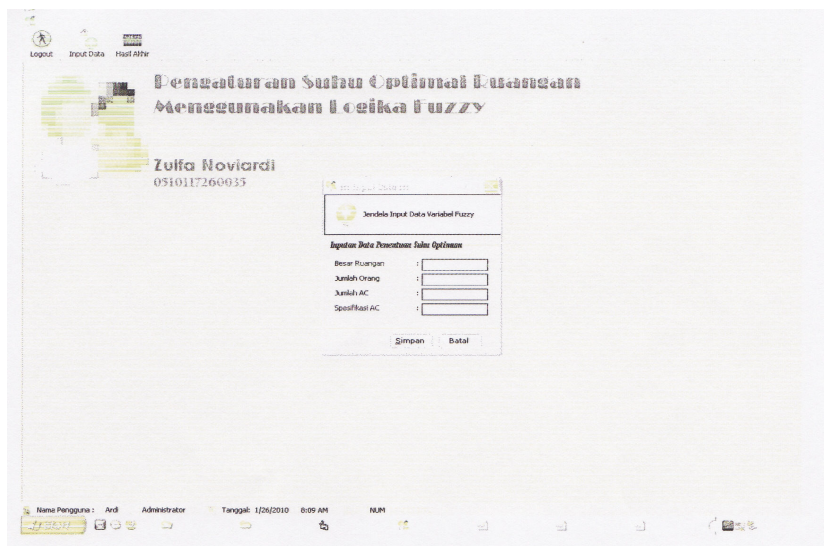 Logout Input Data Hasil Akhir
Pengaturan Suhu Optimal Ruangan
Menggunakan Logika Fuzzy
Zulfa Noviardi
0510117260035
Jendela Input Data Variabel Fuzzy
Inputan Data Penentuan Suhu Optimum
Besar Ruangan :
Jumlah Orang :
Jumlah AC :
Spesifikasi AC :
Simpan Batal
Nama Pengguna : Ardi Administrator Tanggal: 1/26/2010 8:09 AM NUM